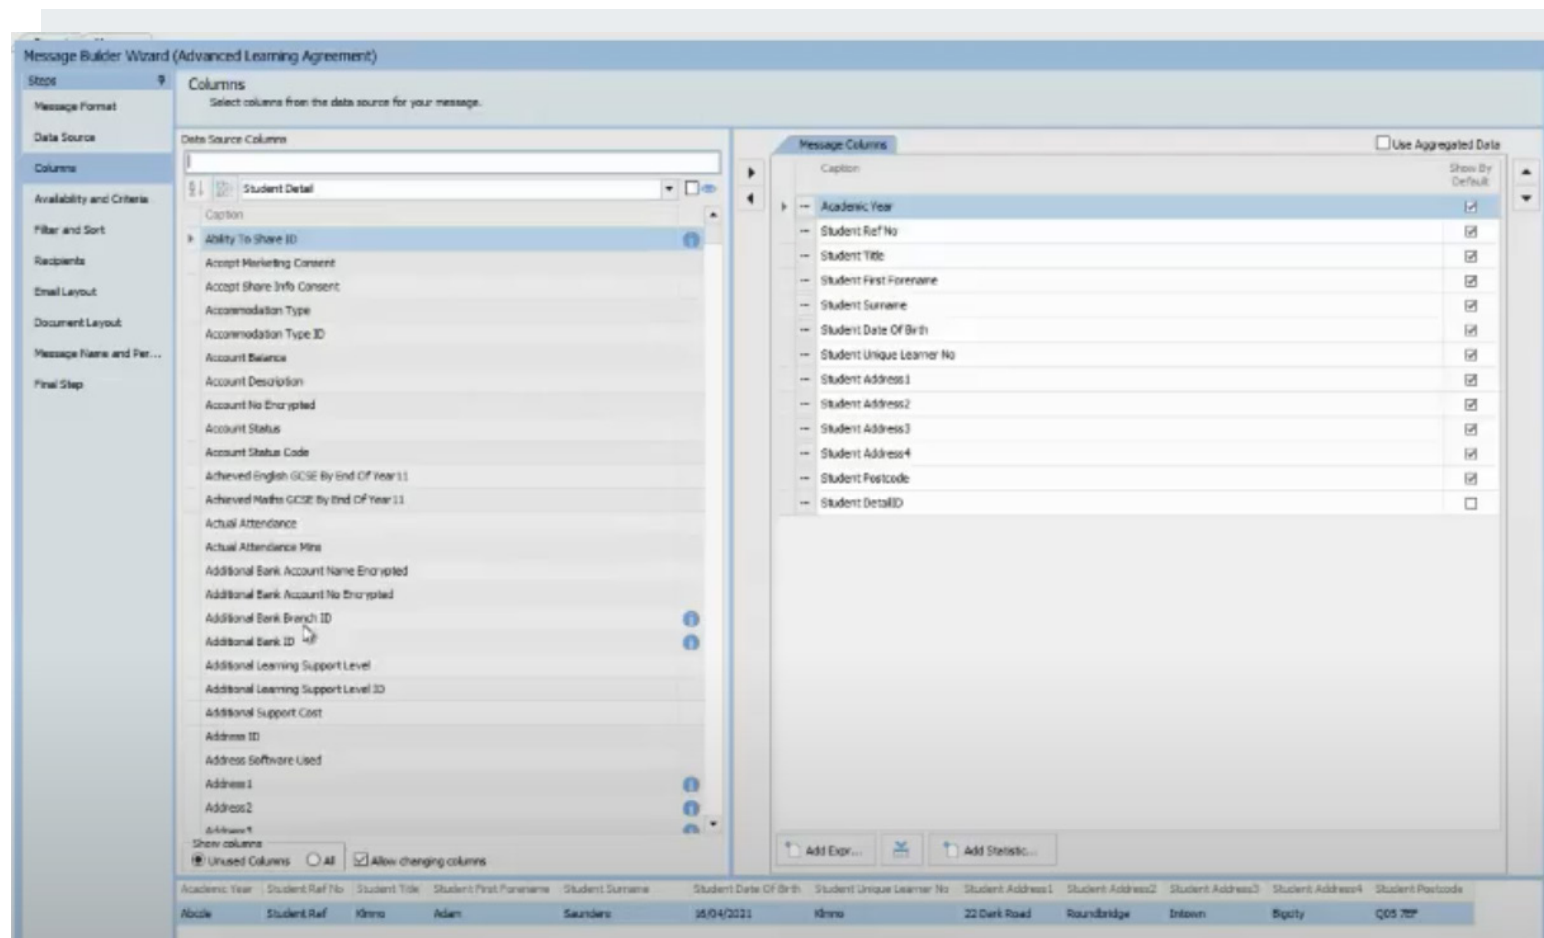 Message Builder Wizard (Advanced Learning Agreement)
Steps
Message Format
Data Source
Columns
Availability and Criteria
Filter and Sort
Recipients
Email Layout
Document Layout
Message Name and Per...
Final Step
Columns
Select columns from the data source for your message.
Data Source Columns
Student Detail
Caption
Ability To Share ID
Accept Marketing Consent
Accept Share Info Consent
Accommodation Type
Accommodation Type ID
Account Balance
Account Description
Account No Encrypted
Account Status
Account Status Code
Achieved English GCSE By End Of Year 11
Achieved Maths GCSE By End Of Year 11
Actual Attendance
Actual Attendance Mins
Additional Bank Account Name Encrypted
Additional Bank Account No Encrypted
Additional Bank Branch ID
Additional Bank ID
Additional Learning Support Level
Additional Learning Support Level ID
Additional Support Cost
Address ID
Address Software Used
Address1
Address2
Address3
Show columns
Unused Columns All Allow changing columns
Message Columns
Use Aggregated Data
Caption
Show By Default
Academic Year
Student Ref No
Student Title
Student First Forename
Student Surname
Student Date Of Birth
Student Unique Learner No
Student Address1
Student Address2
Student Address3
Student Address4
Student Postcode
Student DetailID
Add Expr... Add Statistic...
Academic Year Student Ref No Student Title Student First Forename Student Surname Student Date Of Birth Student Unique Learner No Student Address1 Student Address2 Student Address3 Student Address4 Student Postcode
Abcde Student Ref Klmno Adam Saunders 16/04/2021 Klmno 22 Dark Road Roundbridge Intown Bigcity